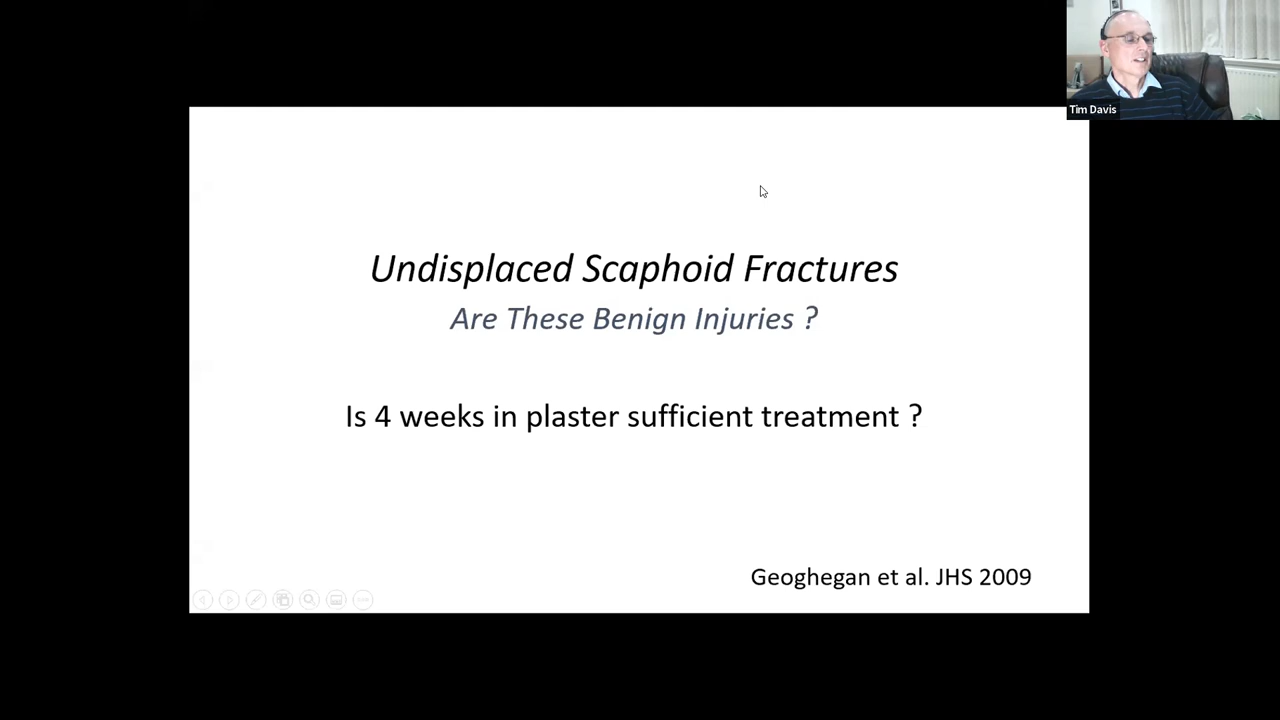 Tim Davis
Undisplaced Scaphoid Fractures
Are These Benign Injuries ?
Is 4 weeks in plaster sufficient treatment ?
Geoghegan et al. JHS 2009